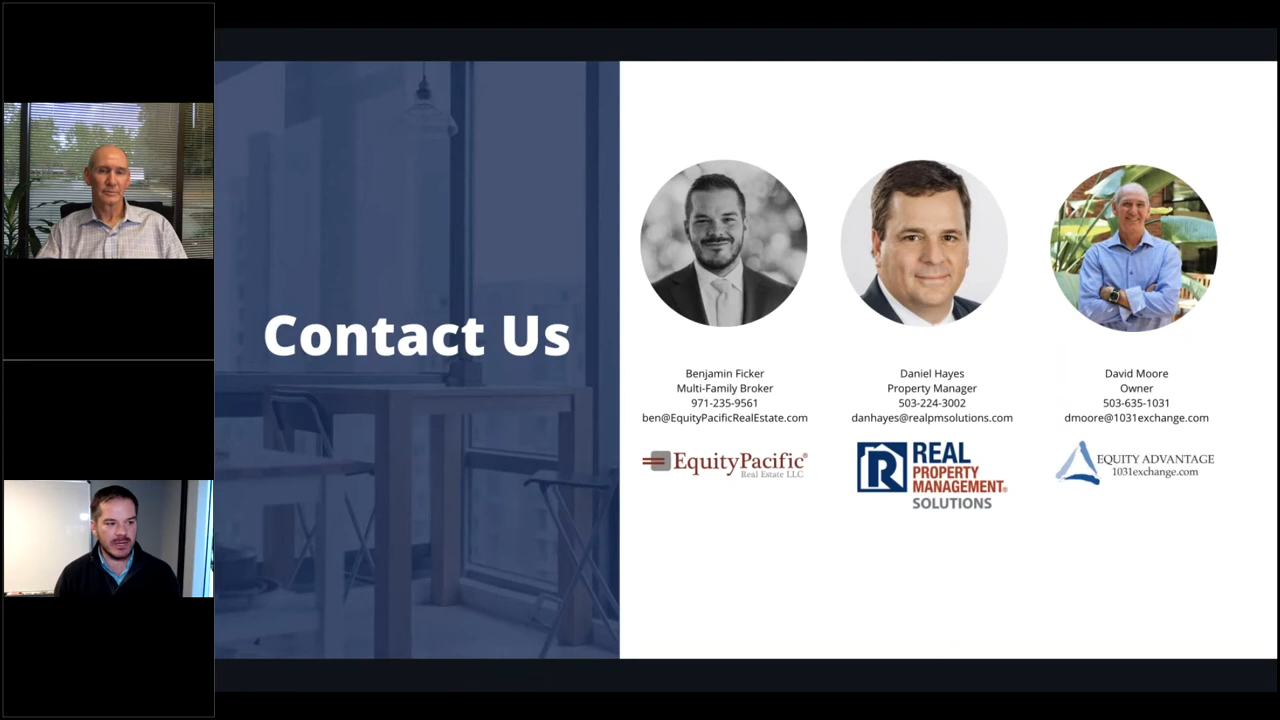 Contact Us
Benjamin Ficker
Multi-Family Broker
971-235-9561
ben@EquityPacificRealEstate.com
EquityPacific®
Real Estate LLC
Daniel Hayes
Property Manager
503-224-3002
danhayes@realpmsolutions.com
REAL
PROPERTY
MANAGEMENT®
SOLUTIONS
David Moore
Owner
503-635-1031
dmoore@1031exchange.com
EQUITY ADVANTAGE
1031exchange.com